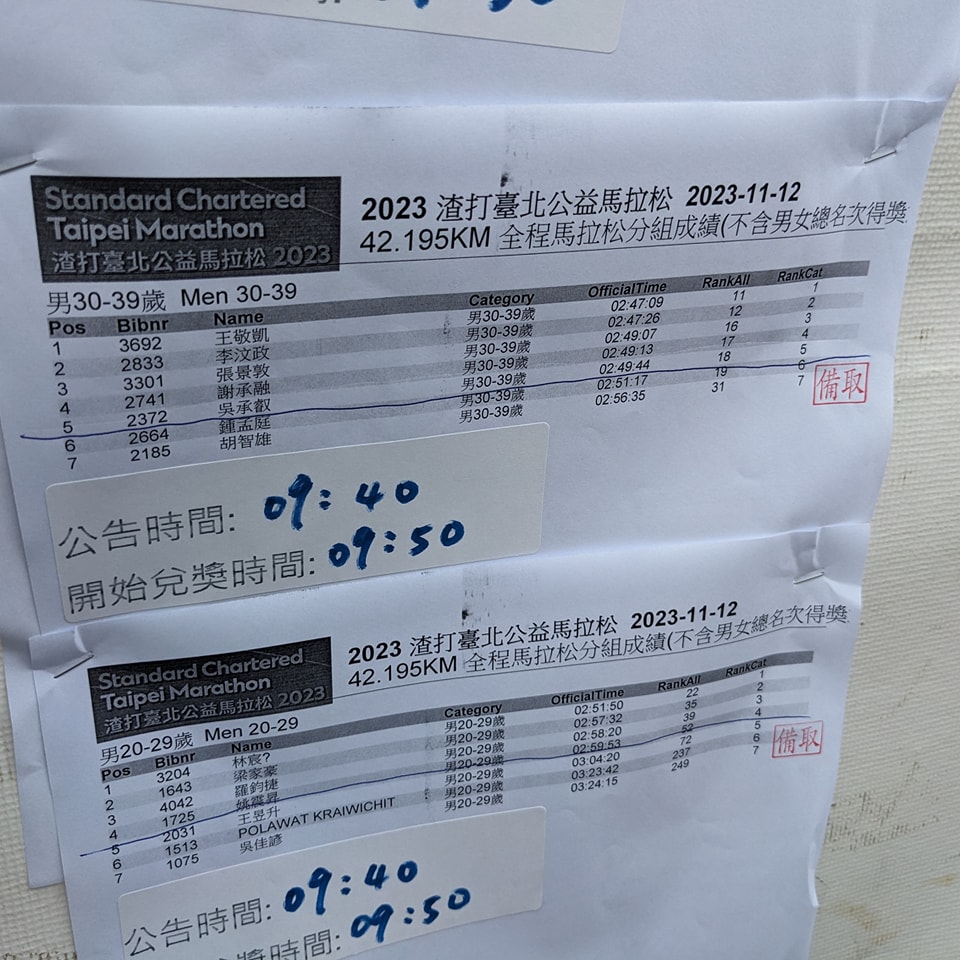 Standard Chartered
Taipei Marathon
渣打臺北公益馬拉松 2023
2023 渣打臺北公益馬拉松 2023-11-12
42.195KM 全程馬拉松分組成績(不含男女總名次得獎
男30-39歲 Men 30-39
Pos Bibnr Name Category OfficialTime RankAll RankCat
1 3692 王敬凱 男30-39歲 02:47:09 11 1
2 2833 李汶政 男30-39歲 02:47:26 12 2
3 3301 張景敦 男30-39歲 02:49:07 16 3
4 2741 謝承融 男30-39歲 02:49:13 17 4
5 2372 吳承叡 男30-39歲 02:49:44 18 5
6 2664 鍾孟庭 男30-39歲 02:51:17 19 6
7 2185 胡智雄 男30-39歲 02:56:35 31 7
備取
公告時間: 09:40
開始兌獎時間: 09:50
Standard Chartered
Taipei Marathon
渣打臺北公益馬拉松 2023
2023 渣打臺北公益馬拉松 2023-11-12
42.195KM 全程馬拉松分組成績(不含男女總名次得獎
男20-29歲 Men 20-29
Pos Bibnr Name Category OfficialTime RankAll RankCat
1 3204 林宸? 男20-29歲 02:51:50 22 1
2 1643 梁家豪 男20-29歲 02:57:32 35 2
3 4042 羅鈞捷 男20-29歲 02:58:20 39 3
4 1725 姚震昇 男20-29歲 02:59:53 52 4
5 2031 王昱升 男20-29歲 03:04:20 72 5
6 1513 POLAWAT KRAIWICHIT 男20-29歲 03:23:42 237 6
7 1075 吳佳諺 男20-29歲 03:24:15 249 7
備取
公告時間: 09:40
獎時間: 09:50